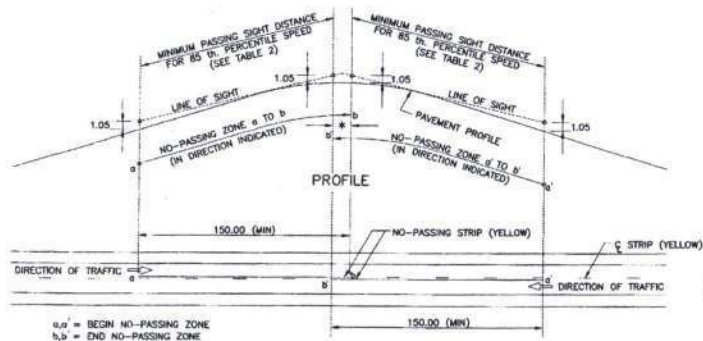 MINIMUM PASSING SIGHT DISTANCE
FOR 85 th. PERCENTILE SPEED
(SEE TABLE 2)
MINIMUM PASSING SIGHT DISTANCE
FOR 85 th. PERCENTILE SPEED
(SEE TABLE 2)
1.05
1.05
1.05
1.05
LINE OF SIGHT
LINE OF SIGHT
PAVEMENT PROFILE
NO-PASSING ZONE a TO b
(IN DIRECTION INDICATED)
b
*
b'
NO-PASSING ZONE a' TO b'
(IN DIRECTION INDICATED)
a
a'
PROFILE
150.00 (MIN)
NO-PASSING STRIP (YELLOW)
℄ STRIP (YELLOW)
DIRECTION OF TRAFFIC
a
b'
b
a'
DIRECTION OF TRAFFIC
a,a' = BEGIN NO-PASSING ZONE
b,b' = END NO-PASSING ZONE
150.00 (MIN)